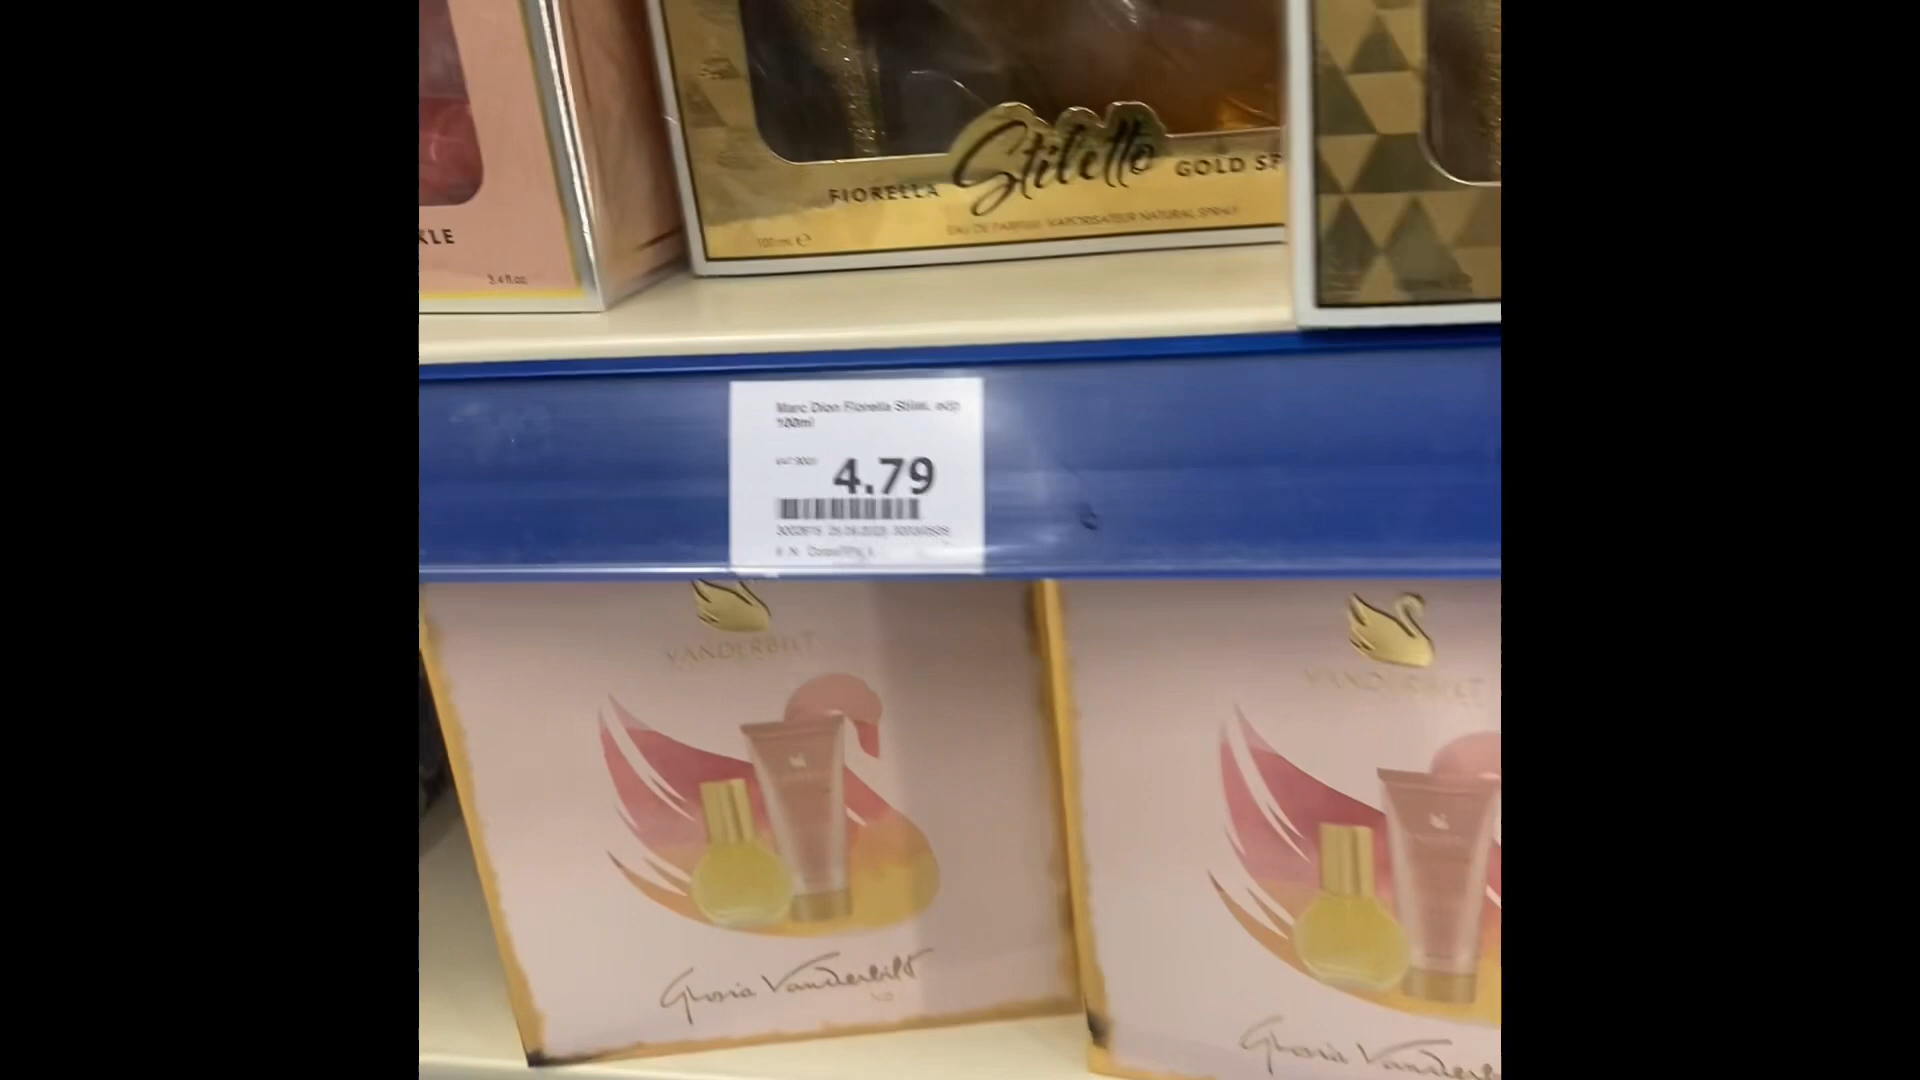 KLE
3.4 fl.oz
FIORELLA Stiletto GOLD SP
EAU DE PARFUM VAPORISATEUR NATURAL SPRAY
100 ml e
Marc Dion Fiorella Stilet. edp
100ml
4.79
VANDERBILT
VANDERBILT
Gloria Vanderbilt
Gloria Vanderbilt